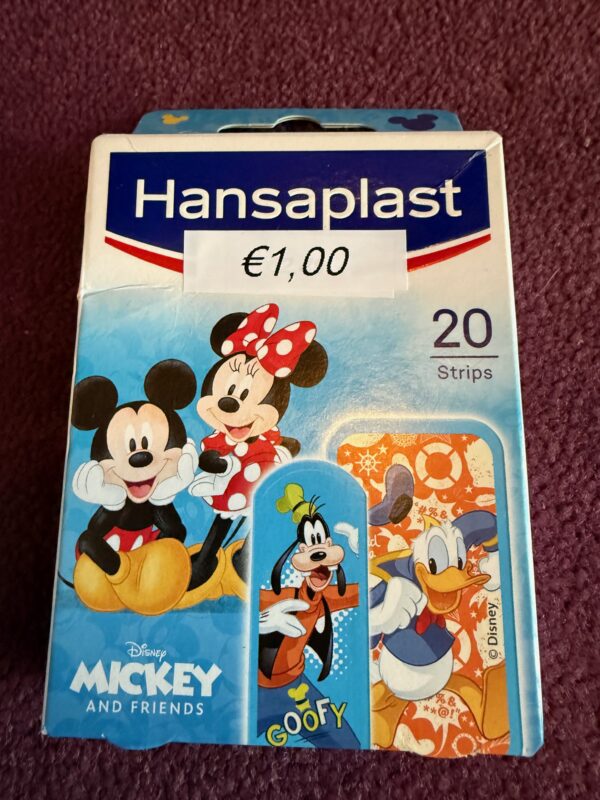 Hansaplast
€1,00
20
Strips
Disney
MICKEY
AND FRIENDS
GOOFY
© Disney